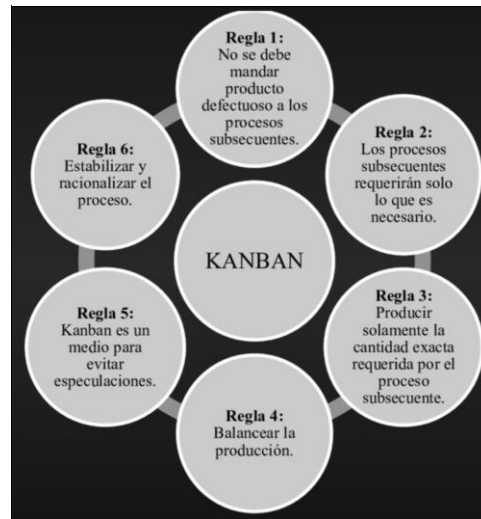 Regla 1:
No se debe
mandar
producto
defectuoso a los
procesos
subsecuentes.
Regla 2:
Los procesos
subsecuentes
requerirán solo
lo que es
necesario.
Regla 3:
Producir
solamente la
cantidad exacta
requerida por el
proceso
subsecuente.
Regla 4:
Balancear la
producción.
Regla 5:
Kanban es un
medio para
evitar
especulaciones.
Regla 6:
Estabilizar y
racionalizar el
proceso.
KANBAN